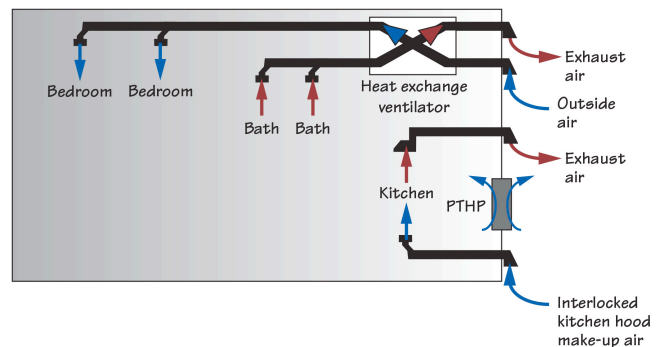 Exhaust
air
Bedroom
Bedroom
Heat exchange
ventilator
Outside
air
Bath
Bath
Exhaust
air
Kitchen
PTHP
Interlocked
kitchen hood
make-up air